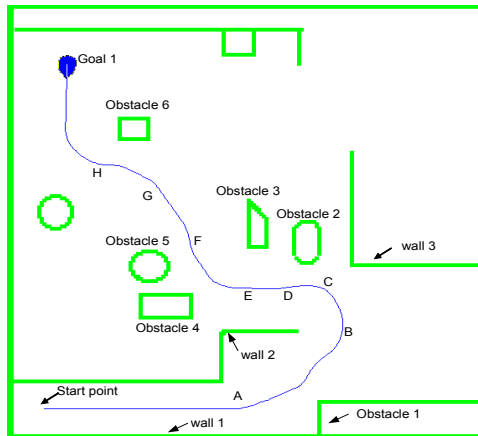 Goal 1
Obstacle 6
H
G
Obstacle 3
Obstacle 2
F
Obstacle 5
wall 3
E
D
C
Obstacle 4
B
wall 2
Start point
A
Obstacle 1
wall 1